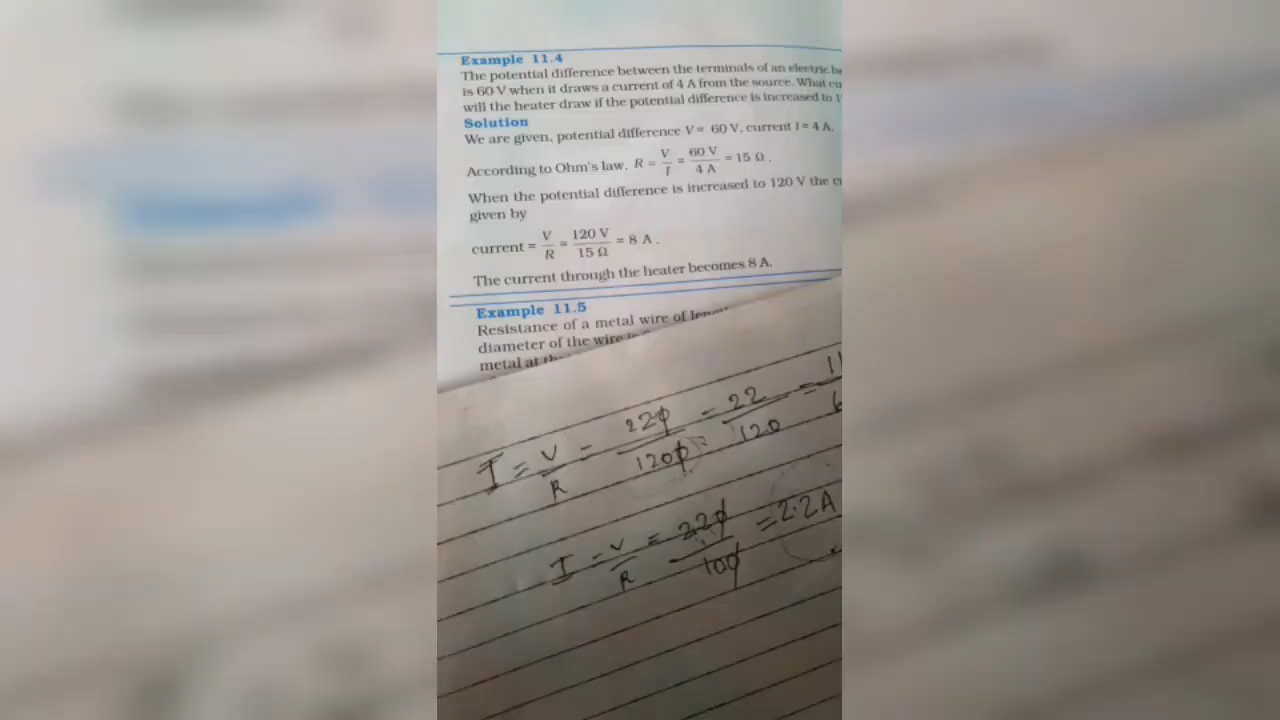 Example 11.4
The potential difference between the terminals of an electric
is 60 V when it draws a current of 4 A from the source. What
will the heater draw if the potential difference is increased to
Solution
We are given, potential difference V = 60 V, current I = 4 A.
According to Ohm's law, R = V/I = 60 V/4 A = 15 Ω.
When the potential difference is increased to 120 V the
given by
current = V/R = 120 V/15 Ω = 8 A.
The current through the heater becomes 8 A.
Example 11.5
Resistance of a metal wire of
diameter of the wire
metal at
I = V/R = 220/1200 = 22/120 =
I = V/R = 220/100 = 2.2A